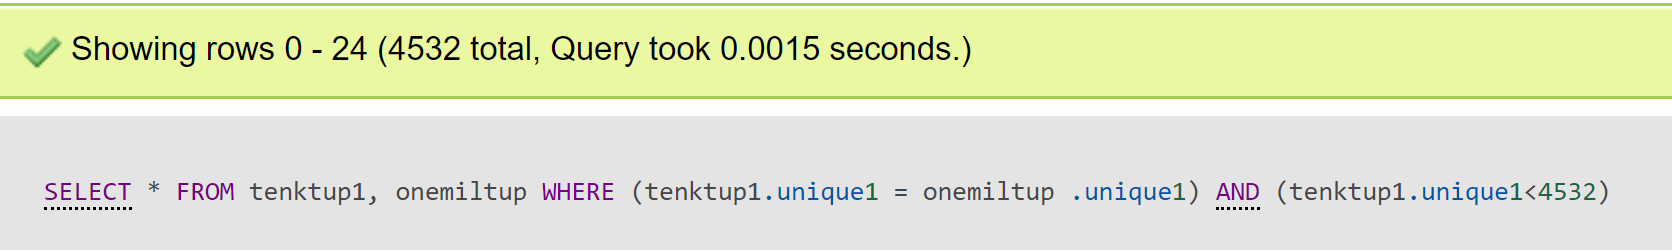 Showing rows 0 - 24 (4532 total, Query took 0.0015 seconds.)
SELECT * FROM tenktup1, onemiltup WHERE (tenktup1.unique1 = onemiltup .unique1) AND (tenktup1.unique1<4532)